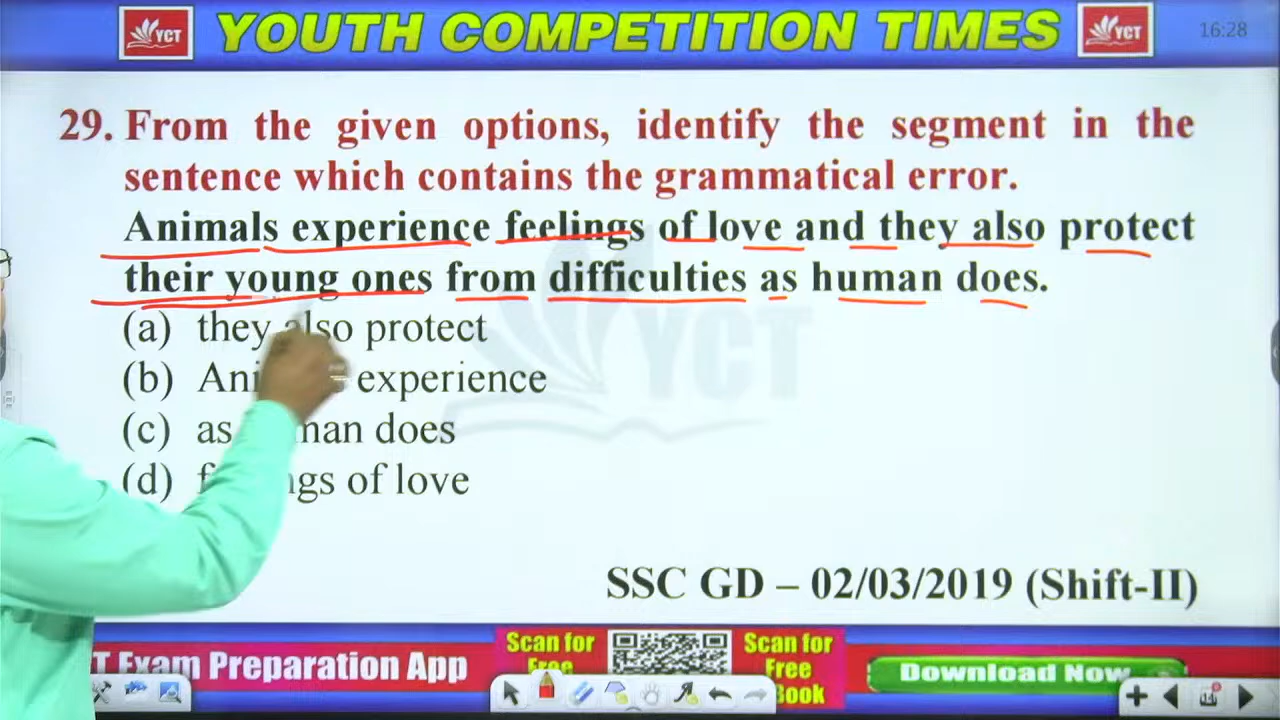 YCT
YOUTH COMPETITION TIMES
YCT
16:28
29. From the given options, identify the segment in the
sentence which contains the grammatical error.
Animals experience feelings of love and they also protect
their young ones from difficulties as human does.
(a) they also protect
(b) experience
(c) as does
(d) of love
YCT
SSC GD – 02/03/2019 (Shift-II)
Exam Preparation App
Scan for
Free
Scan for
Free
Book
Download Now